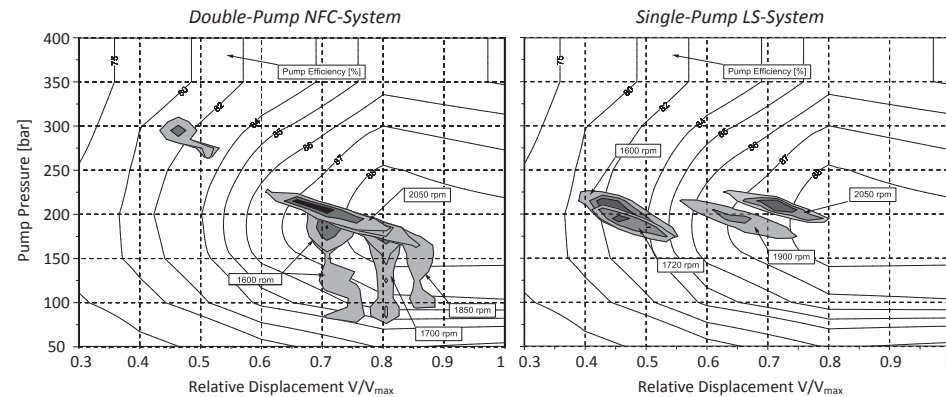 Double-Pump NFC-System
Single-Pump LS-System
Pump Pressure [bar]
400
350
300
250
200
150
100
50
0.3 0.4 0.5 0.6 0.7 0.8 0.9 1
Relative Displacement V/Vmax
Pump Efficiency [%]
75
80
82
84
85
86
87
88
2050 rpm
1600 rpm
1850 rpm
1700 rpm
0.3 0.4 0.5 0.6 0.7 0.8 0.9
Relative Displacement V/Vmax
Pump Efficiency [%]
75
80
82
84
85
86
87
88
1600 rpm
2050 rpm
1900 rpm
1720 rpm